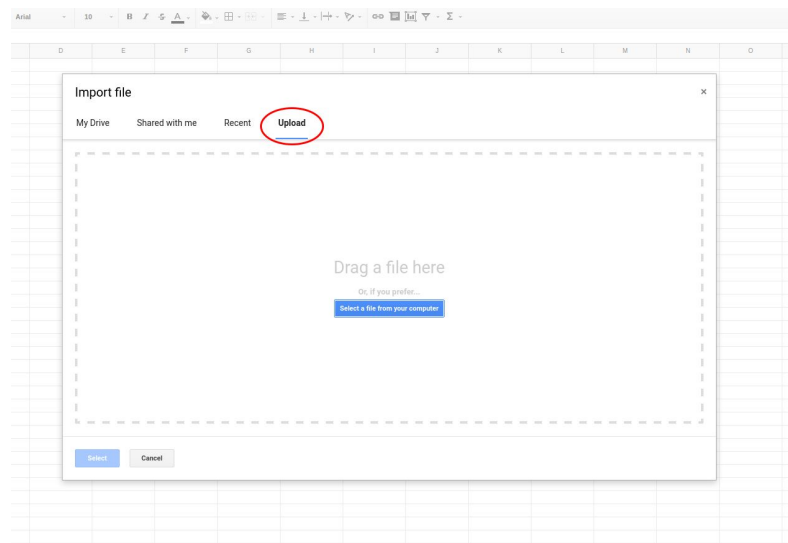 Arial 10 B I S A Σ
D E F G H I J K L M N O
Import file ×
My Drive Shared with me Recent Upload
Drag a file here
Or, if you prefer...
Select a file from your computer
Select Cancel